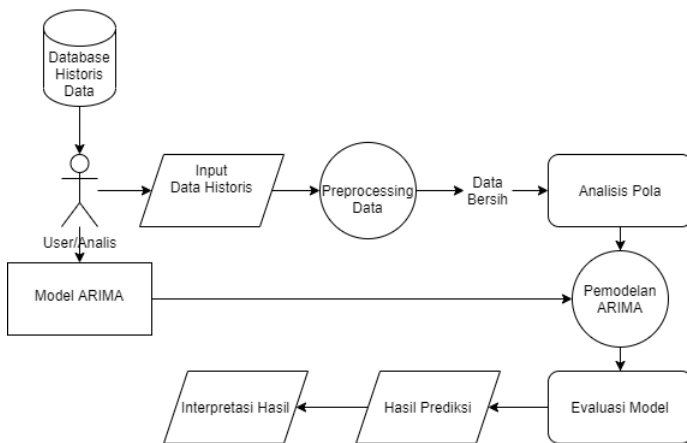 Database
Historis
Data
Input
Data Historis
Preprocessing
Data
Data
Bersih
Analisis Pola
User/Analis
Model ARIMA
Pemodelan
ARIMA
Interpretasi Hasil
Hasil Prediksi
Evaluasi Model